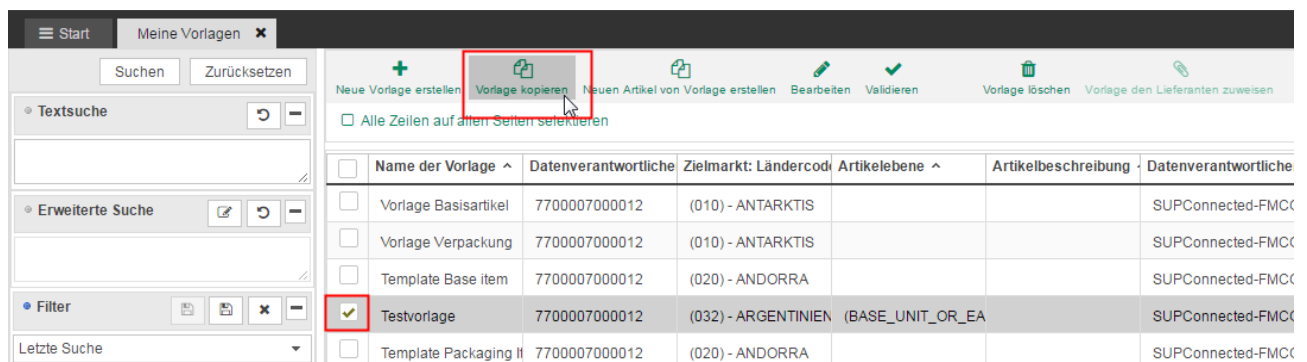 Start Meine Vorlagen
Suchen Zurücksetzen
Neue Vorlage erstellen Vorlage kopieren Neuen Artikel von Vorlage erstellen Bearbeiten Validieren Vorlage löschen Vorlage den Lieferanten zuweisen
Textsuche
Alle Zeilen auf allen Seiten selektieren
Name der Vorlage Datenverantwortliche Zielmarkt: Ländercod Artikelebene Artikelbeschreibung Datenverantwortliche
Vorlage Basisartikel 7700007000012 (010) - ANTARKTIS SUPConnected-FMC
Erweiterte Suche
Vorlage Verpackung 7700007000012 (010) - ANTARKTIS SUPConnected-FMC
Template Base item 7700007000012 (020) - ANDORRA SUPConnected-FMC
Filter
Testvorlage 7700007000012 (032) - ARGENTINIEN (BASE_UNIT_OR_EA SUPConnected-FMC
Letzte Suche
Template Packaging It 7700007000012 (020) - ANDORRA SUPConnected-FMC